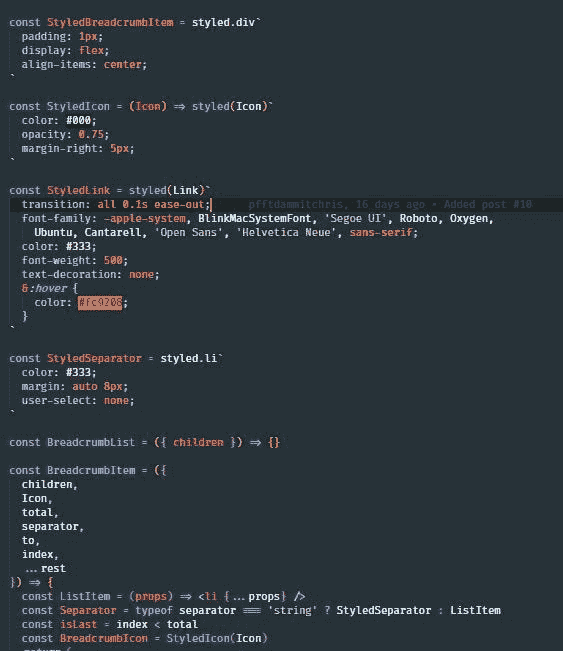 const StyledBreadcrumbItem = styled.div`
  padding: 1px;
  display: flex;
  align-items: center;
`
const StyledIcon = (Icon) => styled(Icon)`
  color: #000;
  opacity: 0.75;
  margin-right: 5px;
`
const StyledLink = styled(Link)`
  transition: all 0.1s ease-out; pfftdammitchris, 16 days ago • Added post #10
  font-family: -apple-system, BlinkMacSystemFont, 'Segoe UI', Roboto, Oxygen,
    Ubuntu, Cantarell, 'Open Sans', 'Helvetica Neue', sans-serif;
  color: #333;
  font-weight: 500;
  text-decoration: none;
  &:hover {
    color: #fc9208;
  }
`
const StyledSeparator = styled.li`
  color: #333;
  margin: auto 8px;
  user-select: none;
`
const BreadcrumbList = ({ children }) => {}
const BreadcrumbItem = ({
  children,
  Icon,
  total,
  separator,
  to,
  index,
  ...rest
}) => {
  const ListItem = (props) => <li {...props} />
  const Separator = typeof separator === 'string' ? StyledSeparator : ListItem
  const isLast = index < total
  const BreadcrumbIcon = StyledIcon(Icon)
  return (